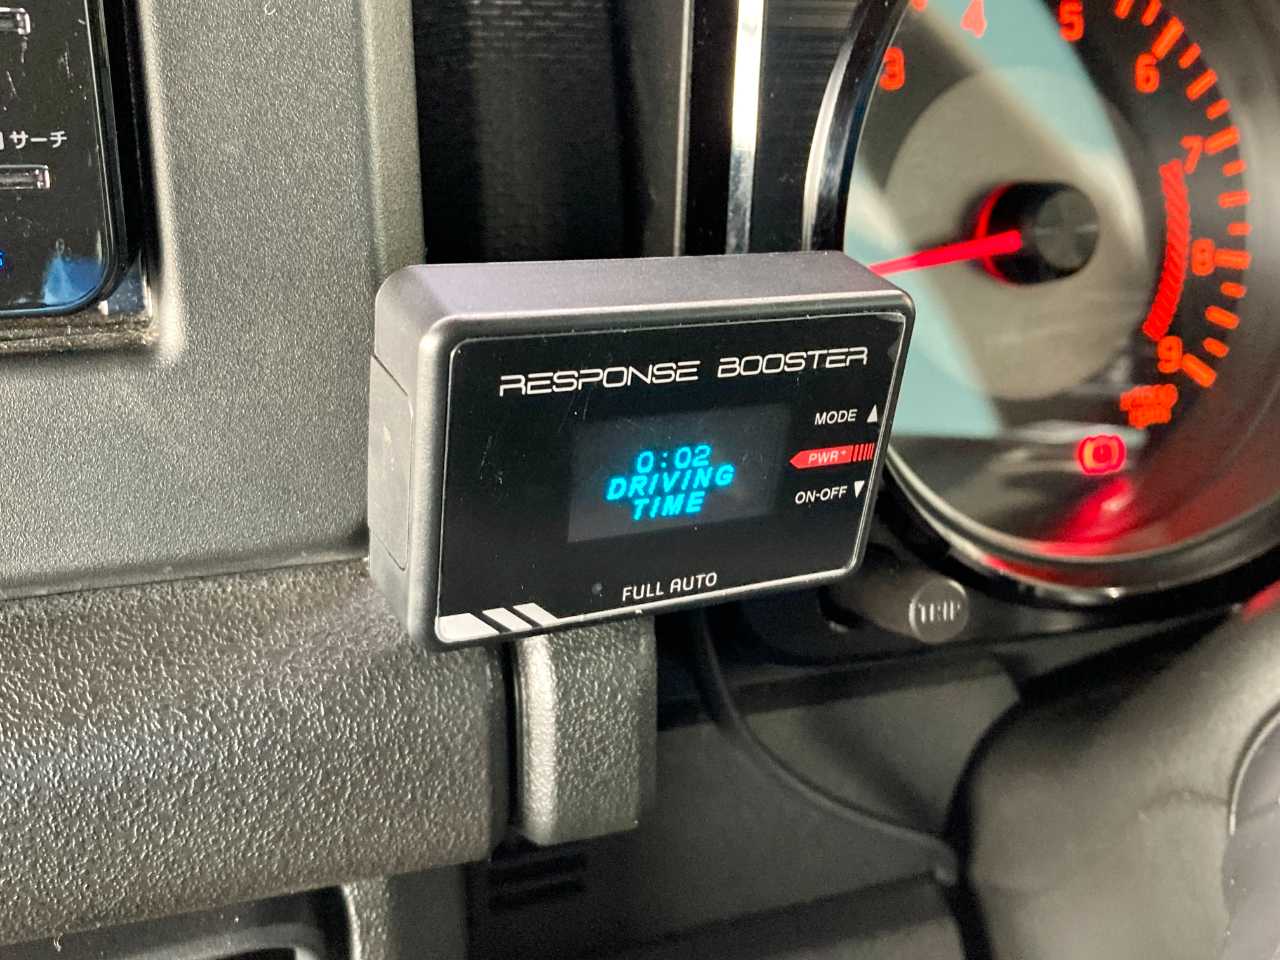 サーチ
3
4
5
6
7
8
9
RESPONSE BOOSTER
MODE ▲
PWR+
ON-OFF ▼
0:02
DRIVING
TIME
FULL AUTO
TRIP